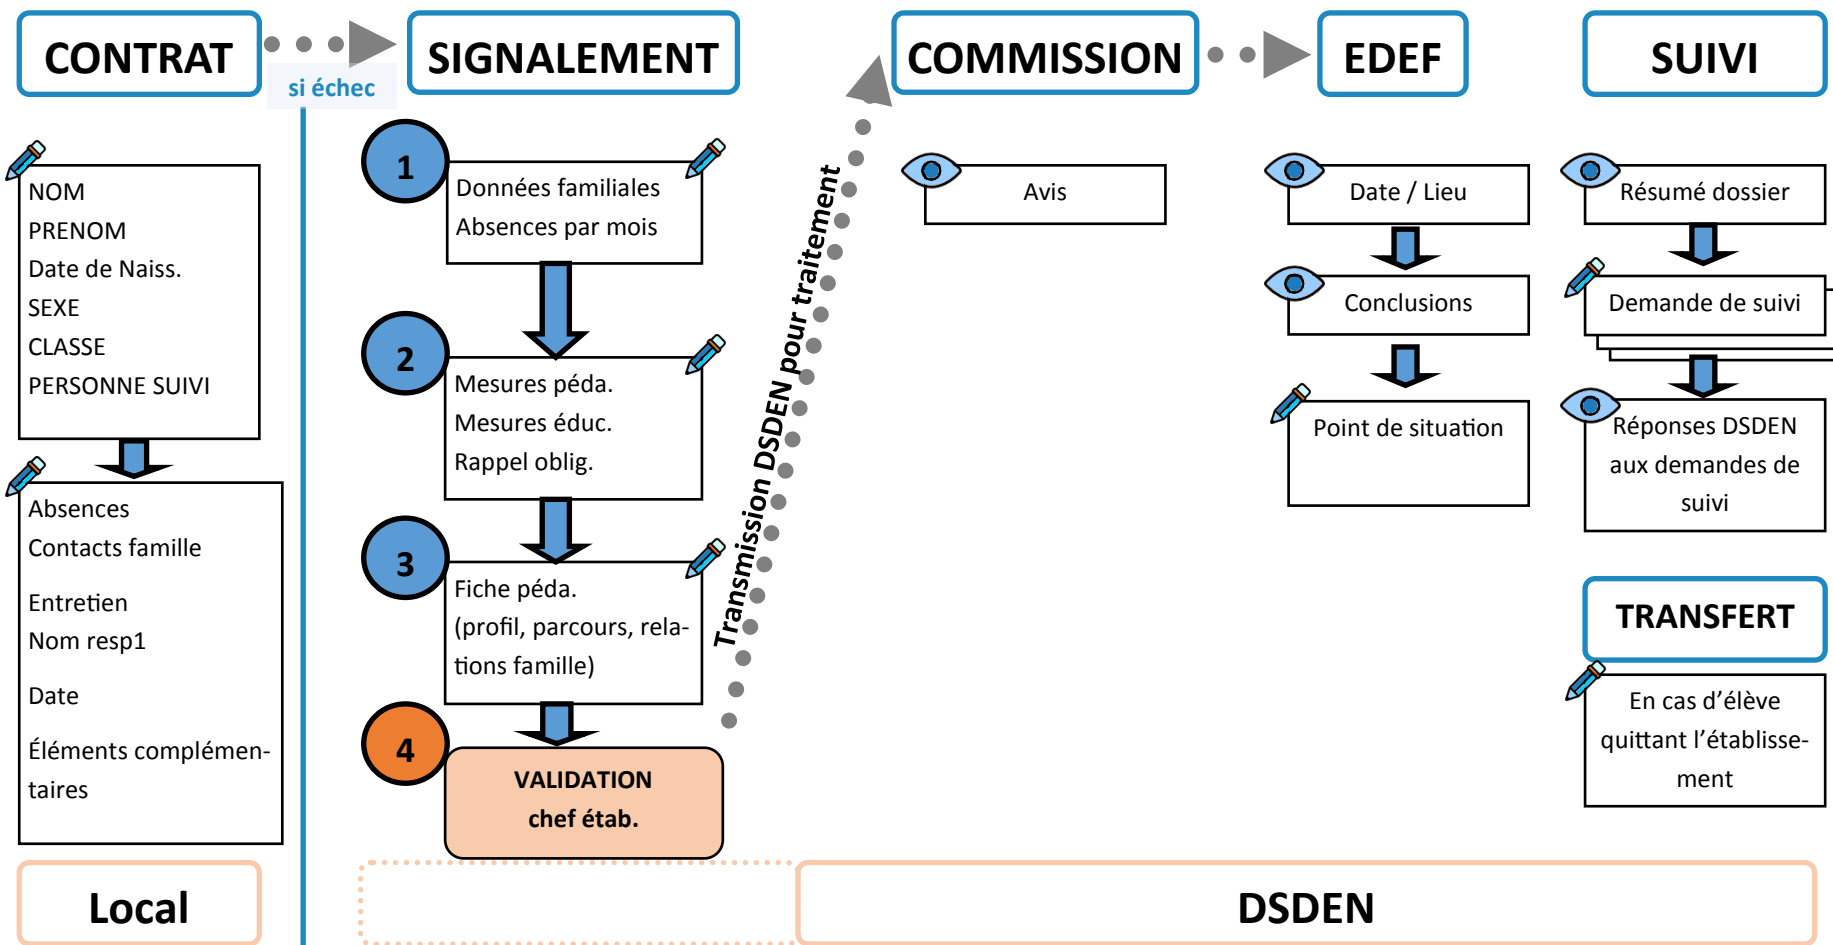 CONTRAT
si échec
SIGNALEMENT
COMMISSION
EDEF
SUIVI
NOM
PRENOM
Date de Naiss.
SEXE
CLASSE
PERSONNE SUIVI
Absences
Contacts famille
Entretien
Nom resp1
Date
Éléments complémen-
taires
1
Données familiales
Absences par mois
2
Mesures péda.
Mesures éduc.
Rappel oblig.
3
Fiche péda.
(profil, parcours, rela-
tions famille)
4
VALIDATION
chef étab.
Transmission DSDEN pour traitement
Avis
Date / Lieu
Conclusions
Point de situation
Résumé dossier
Demande de suivi
Réponses DSDEN
aux demandes de
suivi
TRANSFERT
En cas d’élève
quittant l’établisse-
ment
Local
DSDEN